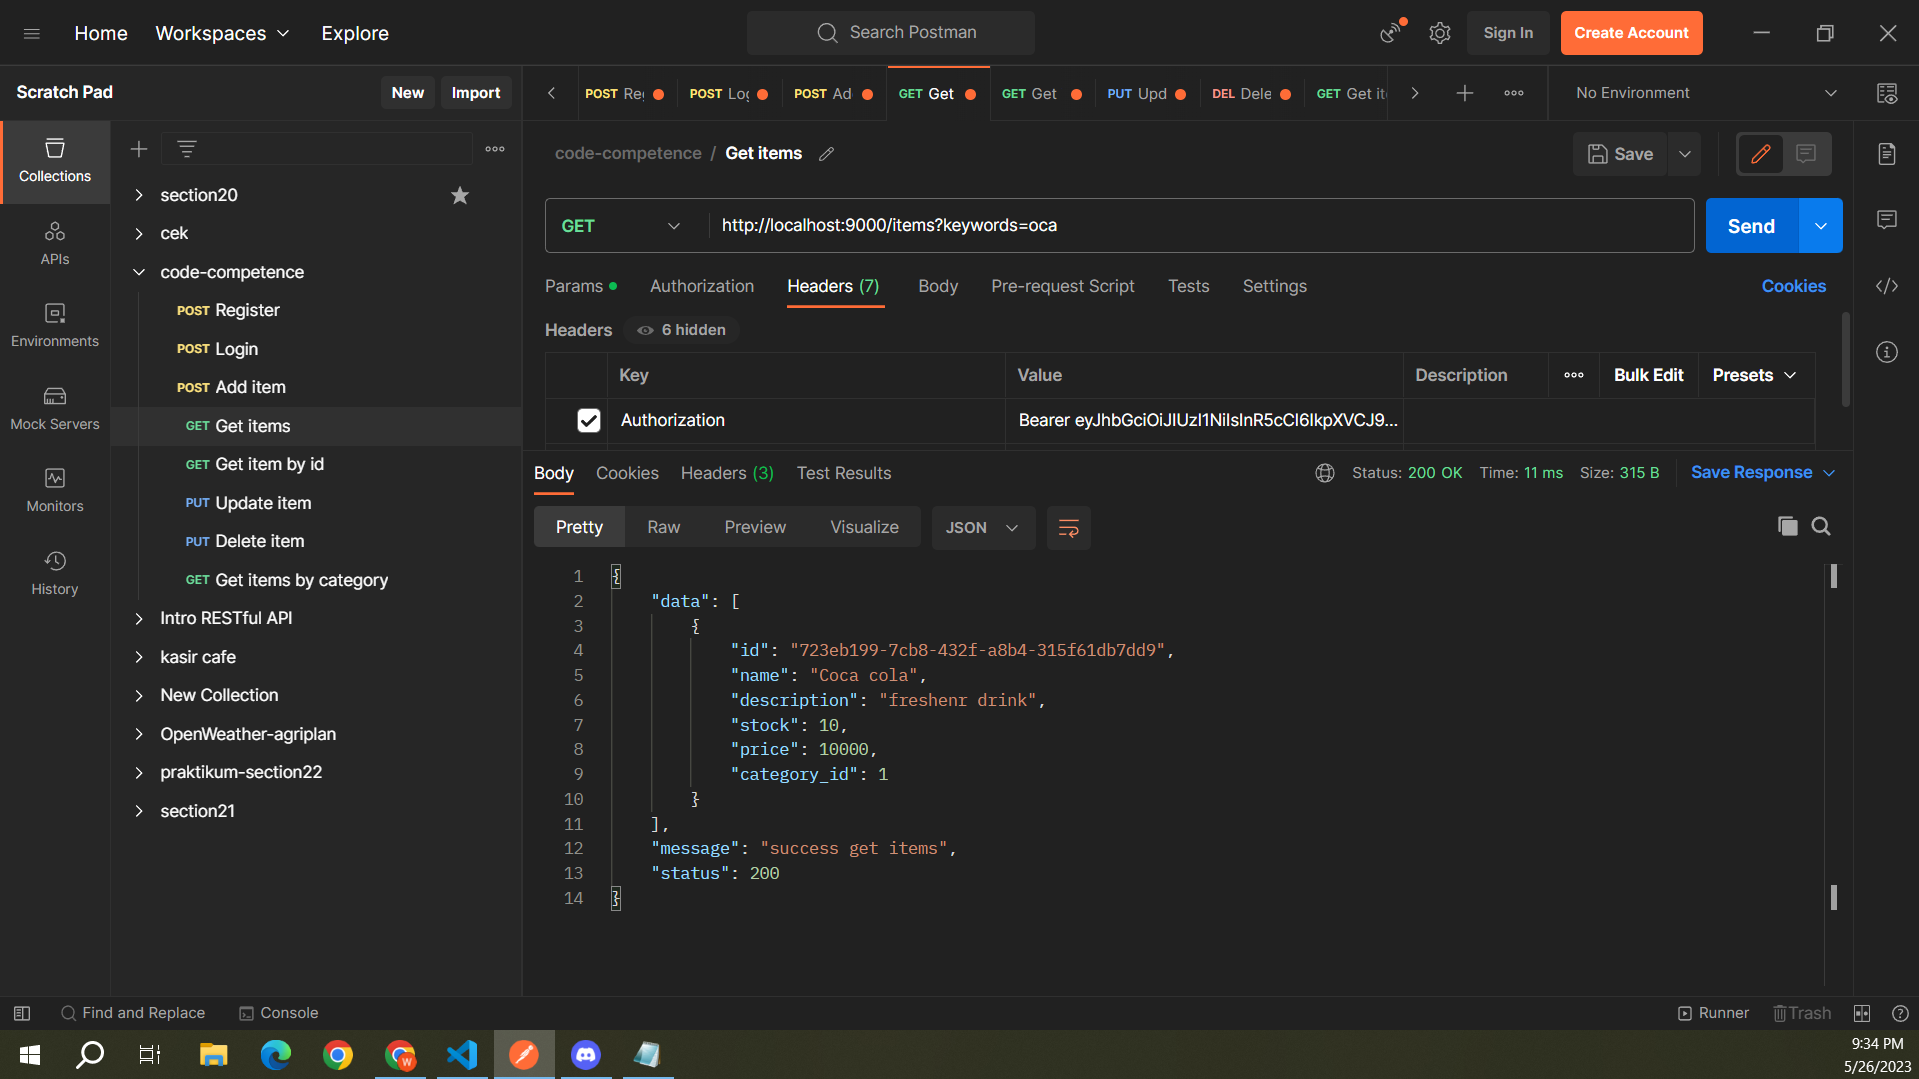 Home
Workspaces
Explore
Search Postman
Sign In
Create Account
Scratch Pad
New
Import
POST Re
POST Lo
POST Ad
GET Get
GET Get
PUT Upd
DEL Dele
GET Get it
No Environment
Collections
APIs
Environments
Mock Servers
Monitors
History
section20
cek
code-competence
POST Register
POST Login
POST Add item
GET Get items
GET Get item by id
PUT Update item
PUT Delete item
GET Get items by category
Intro RESTful API
kasir cafe
New Collection
OpenWeather-agriplan
praktikum-section22
section21
code-competence / Get items
Save
GET
http://localhost:9000/items?keywords=oca
Send
Params
Authorization
Headers (7)
Body
Pre-request Script
Tests
Settings
Cookies
Headers
6 hidden
Key
Value
Description
Bulk Edit
Presets
Authorization
Bearer eyJhbGciOiJIUzI1NiIsInR5cCI6IkpXVCJ9...
Body
Cookies
Headers (3)
Test Results
Status: 200 OK
Time: 11 ms
Size: 315 B
Save Response
Pretty
Raw
Preview
Visualize
JSON
1 {
2 "data": [
3 {
4 "id": "723eb199-7cb8-432f-a8b4-315f61db7dd9",
5 "name": "Coca cola",
6 "description": "freshenr drink",
7 "stock": 10,
8 "price": 10000,
9 "category_id": 1
10 }
11 ],
12 "message": "success get items",
13 "status": 200
14 }
Find and Replace
Console
Runner
Trash
W
9:34 PM
5/26/2023